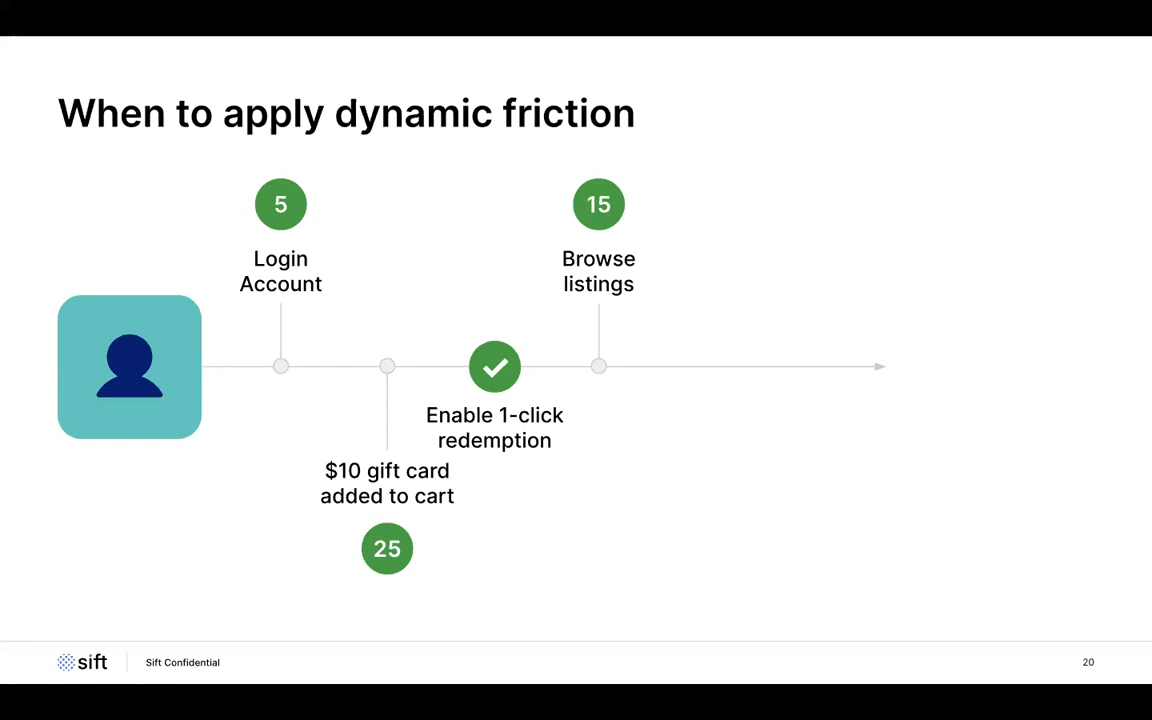 When to apply dynamic friction
5
Login
Account
$10 gift card
added to cart
25
Enable 1-click
redemption
15
Browse
listings
sift
Sift Confidential
20